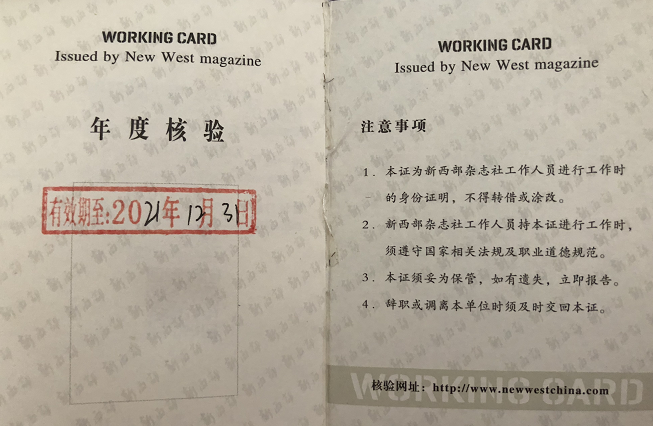 WORKING CARD
Issued by New West magazine
年度核验
有效期至:2021年12月31日
WORKING CARD
Issued by New West magazine
注意事项
1．本证为新西部杂志社工作人员进行工作时
的身份证明，不得转借或涂改。
2．新西部杂志社工作人员持本证进行工作时，
须遵守国家相关法规及职业道德规范。
3．本证须妥为保管，如有遗失，立即报告。
4．辞职或调离本单位时须及时交回本证。
核验网址：http://www.newwestchina.com
WORKING CARD